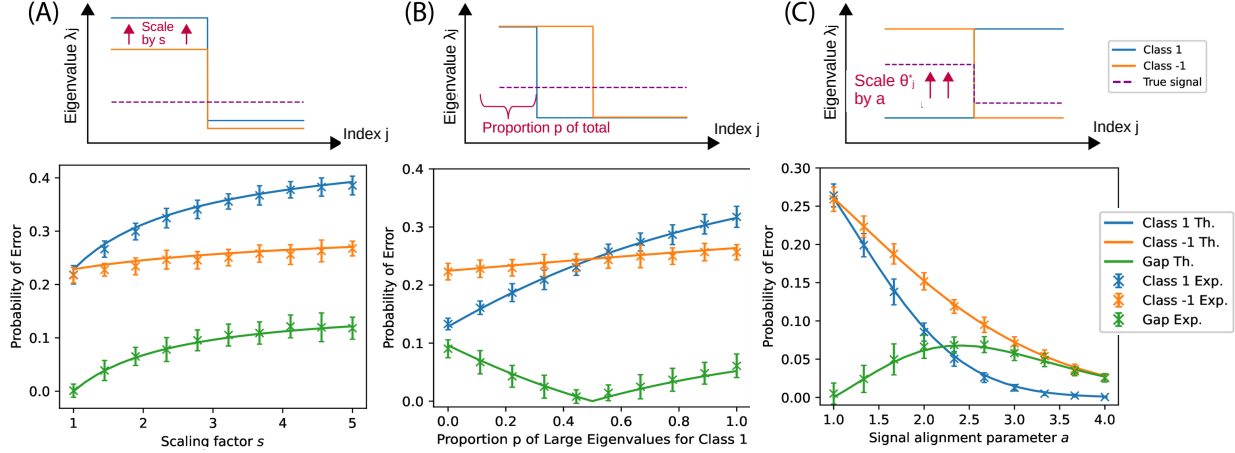 (A)
Eigenvalue λj
Scale
by s
Index j
(B)
Eigenvalue λj
Proportion p of total
Index j
(C)
Eigenvalue λj
Scale θ*j
by a
Index j
Class 1
Class -1
True signal
Probability of Error
0.4
0.3
0.2
0.1
0.0
1
2
3
4
5
Scaling factor s
Probability of Error
0.4
0.3
0.2
0.1
0.0
0.0
0.2
0.4
0.6
0.8
1.0
Proportion p of Large Eigenvalues for Class 1
Probability of Error
0.30
0.25
0.20
0.15
0.10
0.05
0.00
1.0
1.5
2.0
2.5
3.0
3.5
4.0
Signal alignment parameter a
Class 1 Th.
Class -1 Th.
Gap Th.
Class 1 Exp.
Class -1 Exp.
Gap Exp.